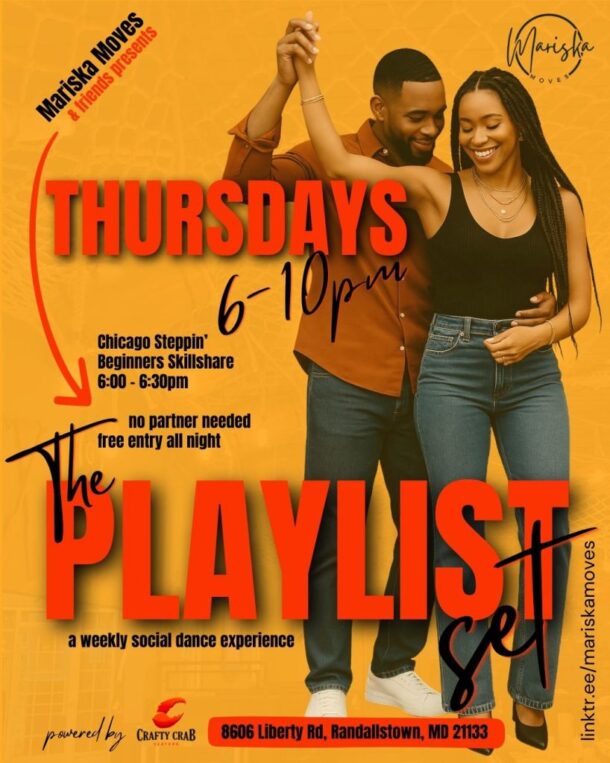 Mariska Moves
& friends presents
Mariska
MOVES
THURSDAYS
6-10pm
Chicago Steppin'
Beginners Skillshare
6:00 - 6:30pm
no partner needed
free entry all night
The
PLAYLIST
set
a weekly social dance experience
linktr.ee/mariskamoves
powered by
CRAFTY CRAB
SEAFOOD
8606 Liberty Rd, Randallstown, MD 21133